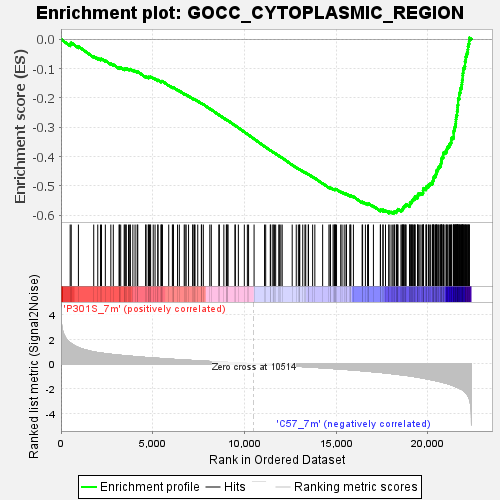 Enrichment plot: GOCC_CYTOPLASMIC_REGION
Enrichment score (ES)
0.0
-0.1
-0.2
-0.3
-0.4
-0.5
-0.6
Ranked list metric (Signal2Noise)
4
2
0
-2
-4
'P301S_7m' (positively correlated)
Zero cross at 10514
'C57_7m' (negatively correlated)
0
5,000
10,000
15,000
20,000
Rank in Ordered Dataset
Enrichment profile
Hits
Ranking metric scores